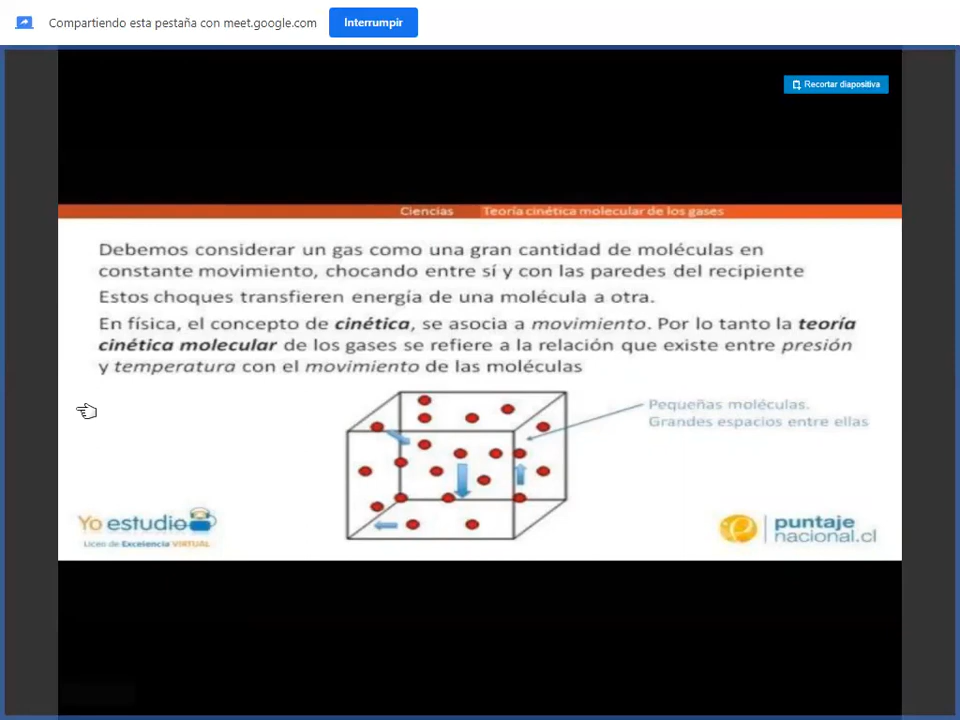 Compartiendo esta pestaña con meet.google.com
Interrumpir
Recortar diapositiva
Ciencias
Teoría cinética molecular de los gases
Debemos considerar un gas como una gran cantidad de moléculas en
constante movimiento, chocando entre sí y con las paredes del recipiente
Estos choques transfieren energía de una molécula a otra.
En física, el concepto de cinética, se asocia a movimiento. Por lo tanto la teoría
cinética molecular de los gases se refiere a la relación que existe entre presión
y temperatura con el movimiento de las moléculas
Pequeñas moléculas.
Grandes espacios entre ellas
Yo estudio
Liceo de Excelencia VIRTUAL
puntaje
nacional.cl